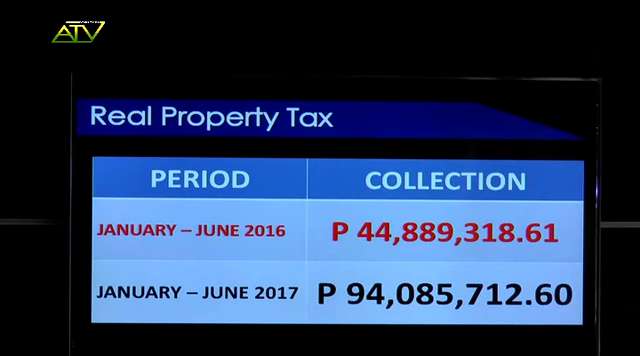 ATV
Real Property Tax
PERIOD COLLECTION
JANUARY – JUNE 2016 P 44,889,318.61
JANUARY – JUNE 2017 P 94,085,712.60